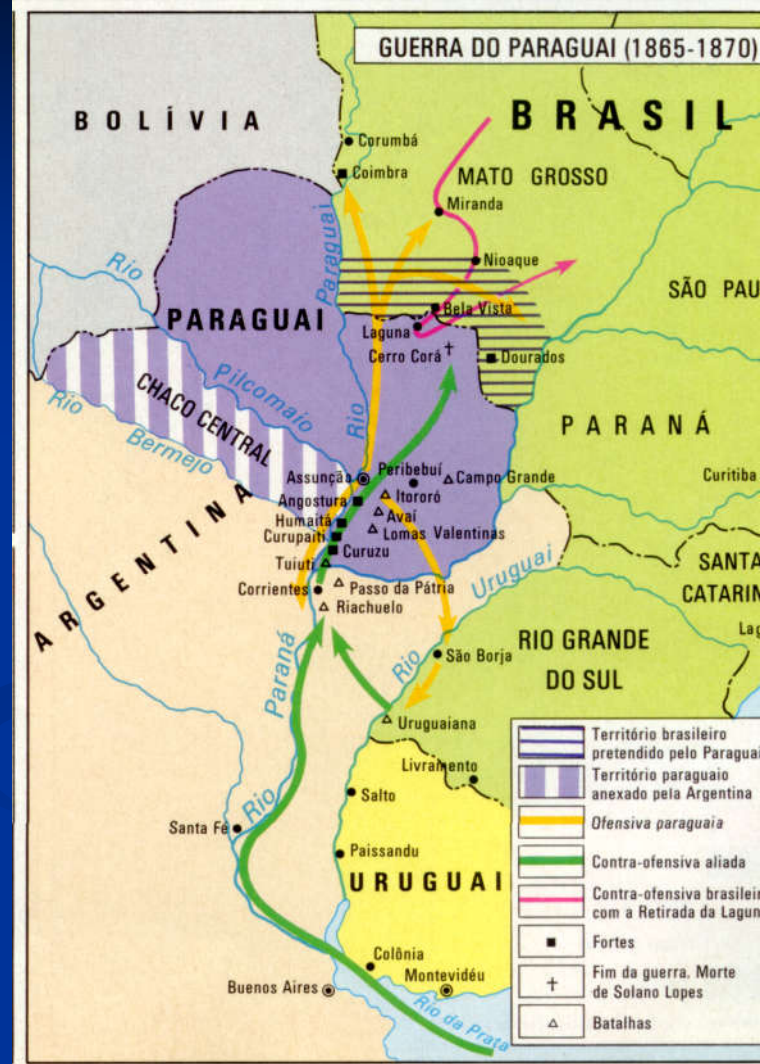 GUERRA DO PARAGUAI (1865-1870)
BOLÍVIA
BRASIL
Corumbá
Coimbra
MATO GROSSO
Miranda
Rio
Paraguai
Nioaque
SÃO PAU
PARAGUAI
Bela Vista
Laguna
Cerro Corá
Dourados
CHACO CENTRAL
Pilcomaio
Rio
Rio
Bermejo
PARANÁ
Assunção
Peribebuí
Campo Grande
Curitiba
Angostura
Itororó
Humaitá
Avaí
Curupaiti
Lomas Valentinas
Curuzu
ARGENTINA
Tuiuti
Uruguai
SANTA
CATARIN
Corrientes
Passo da Pátria
Riachuelo
Lag
Paraná
Rio
São Borja
RIO GRANDE
DO SUL
Uruguaiana
Livramento
Rio
Salto
Santa Fé
Paissandu
URUGUAI
Colônia
Buenos Aires
Montevidéu
Rio da Prata
Território brasileiro
pretendido pelo Paraguai
Território paraguaio
anexado pela Argentina
Ofensiva paraguaia
Contra-ofensiva aliada
Contra-ofensiva brasileir
com a Retirada da Lagun
Fortes
Fim da guerra. Morte
de Solano Lopes
Batalhas